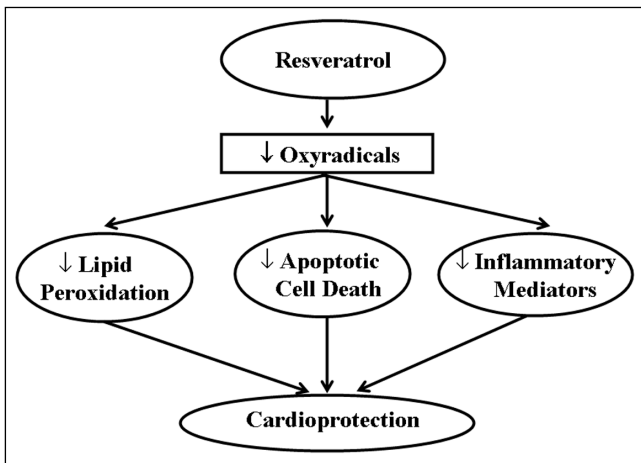 Resveratrol
↓ Oxyradicals
↓ Lipid
Peroxidation
↓ Apoptotic
Cell Death
↓ Inflammatory
Mediators
Cardioprotection